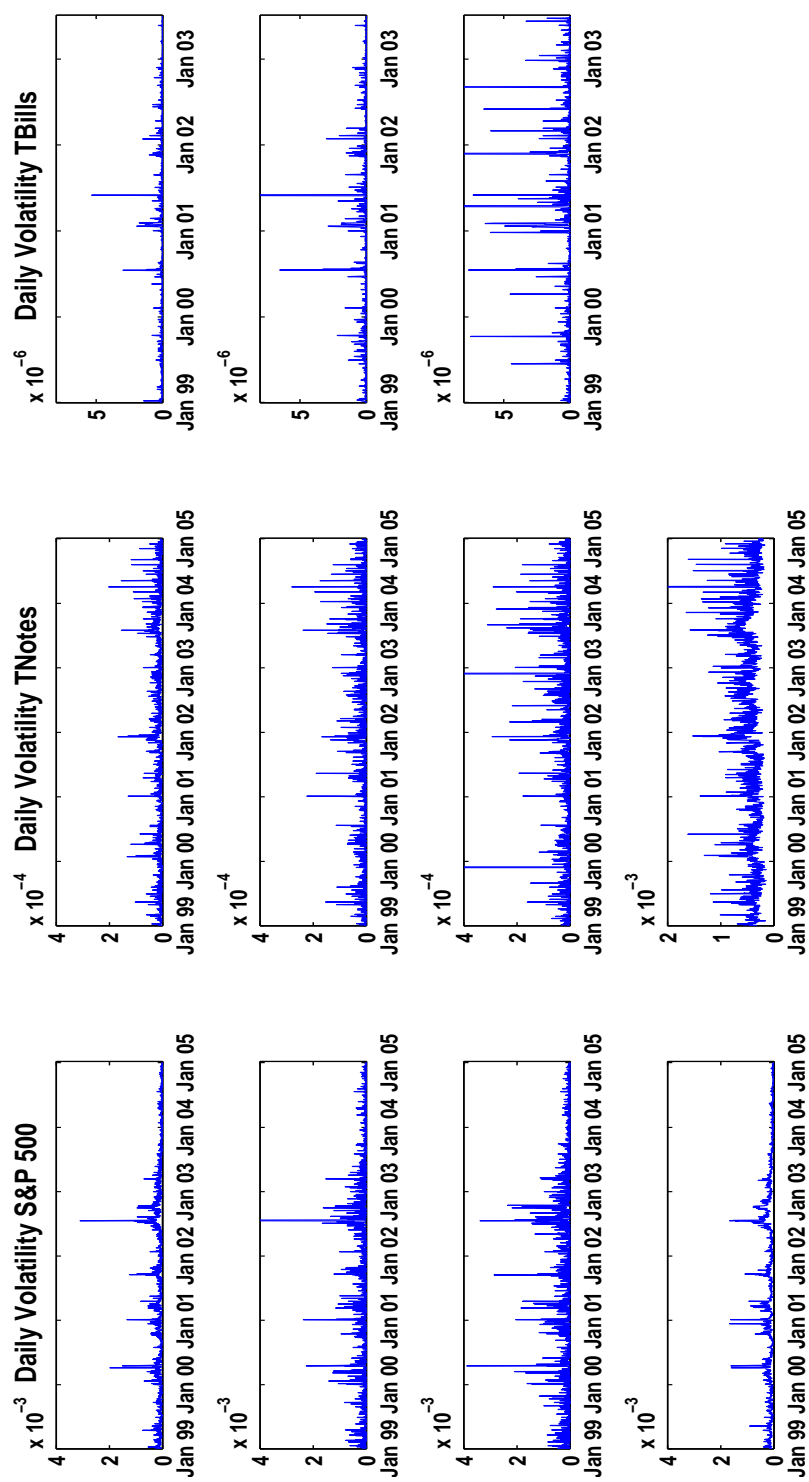 x 10⁻³ Daily Volatility S&P 500
4
2
0
Jan 99 Jan 00 Jan 01 Jan 02 Jan 03 Jan 04 Jan 05
x 10⁻⁴ Daily Volatility TNotes
4
2
0
Jan 99 Jan 00 Jan 01 Jan 02 Jan 03 Jan 04 Jan 05
x 10⁻⁶ Daily Volatility TBills
5
0
Jan 99 Jan 00 Jan 01 Jan 02 Jan 03
x 10⁻³
4
2
0
Jan 99 Jan 00 Jan 01 Jan 02 Jan 03 Jan 04 Jan 05
x 10⁻⁴
4
2
0
Jan 99 Jan 00 Jan 01 Jan 02 Jan 03 Jan 04 Jan 05
x 10⁻⁶
5
0
Jan 99 Jan 00 Jan 01 Jan 02 Jan 03
x 10⁻³
4
2
0
Jan 99 Jan 00 Jan 01 Jan 02 Jan 03 Jan 04 Jan 05
x 10⁻⁴
4
2
0
Jan 99 Jan 00 Jan 01 Jan 02 Jan 03 Jan 04 Jan 05
x 10⁻⁶
5
0
Jan 99 Jan 00 Jan 01 Jan 02 Jan 03
x 10⁻³
4
2
0
Jan 99 Jan 00 Jan 01 Jan 02 Jan 03 Jan 04 Jan 05
x 10⁻³
2
1
0
Jan 99 Jan 00 Jan 01 Jan 02 Jan 03 Jan 04 Jan 05